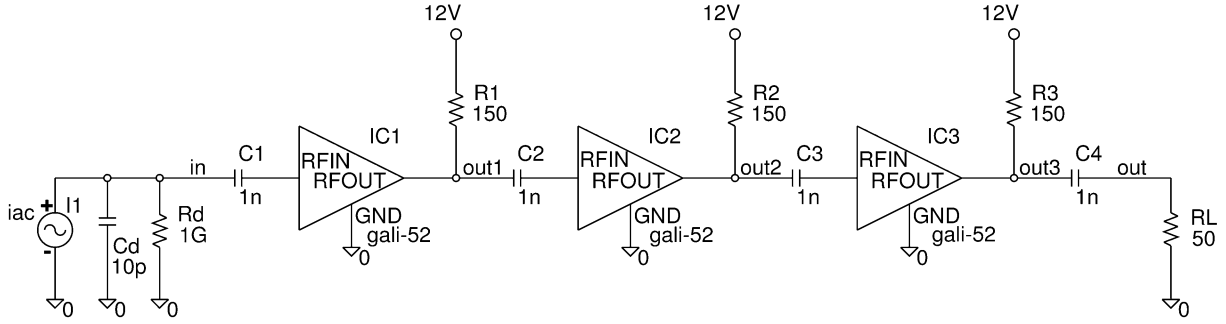 12V
12V
12V
R1
150
R2
150
R3
150
IC1
IC2
IC3
in
C1
1n
RFIN
RFOUT
out1
C2
1n
RFIN
RFOUT
out2
C3
1n
RFIN
RFOUT
out3
C4
1n
out
iac
+
I1
-
Cd
10p
Rd
1G
GND
gali-52
0
GND
gali-52
0
GND
gali-52
0
RL
50
0
0
0
0